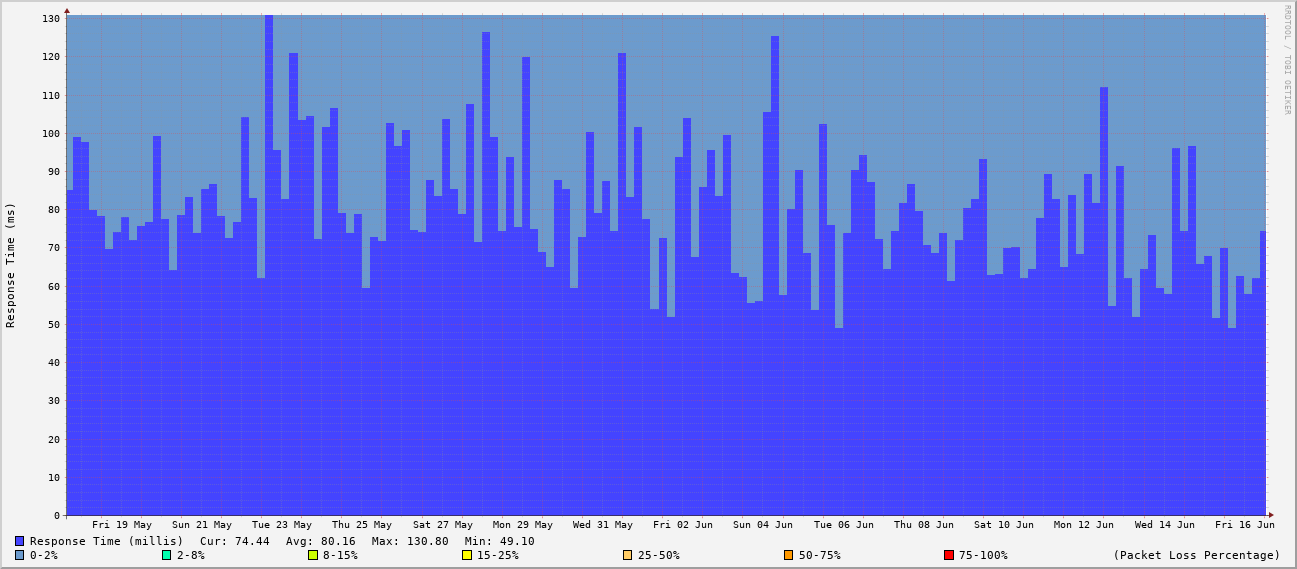 RRDTOOL / TOBI OETIKER
Response Time (ms)
130
120
110
100
90
80
70
60
50
40
30
20
10
0
Fri 19 May Sun 21 May Tue 23 May Thu 25 May Sat 27 May Mon 29 May Wed 31 May Fri 02 Jun Sun 04 Jun Tue 06 Jun Thu 08 Jun Sat 10 Jun Mon 12 Jun Wed 14 Jun Fri 16 Jun
Response Time (millis) Cur: 74.44 Avg: 80.16 Max: 130.80 Min: 49.10
0-2% 2-8% 8-15% 15-25% 25-50% 50-75% 75-100% (Packet Loss Percentage)